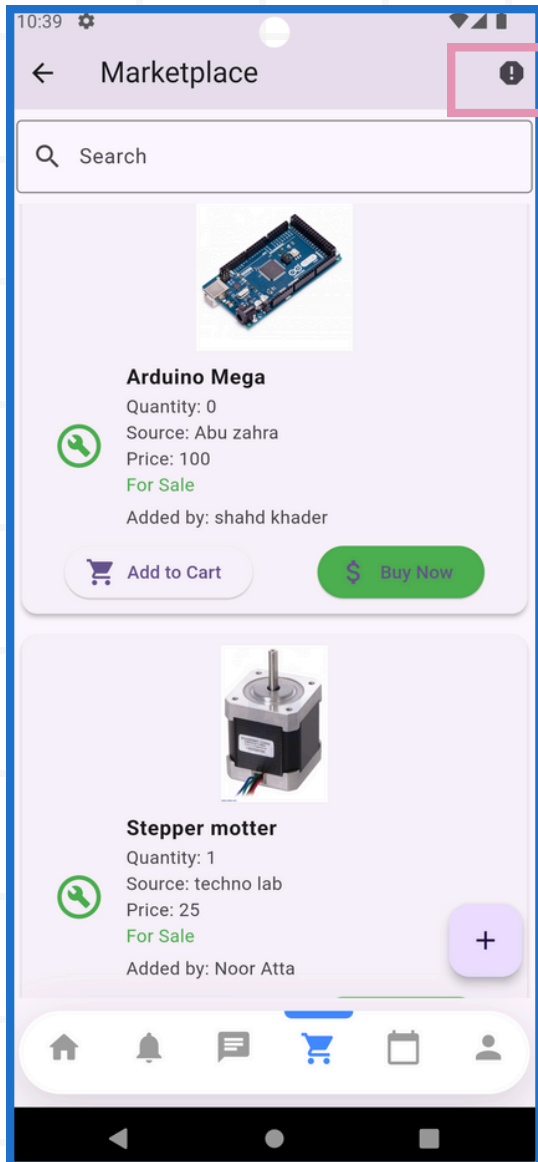 10:39
Marketplace
Search
Arduino Mega
Quantity: 0
Source: Abu zahra
Price: 100
For Sale
Added by: shahd khader
Add to Cart
$ Buy Now
Stepper motter
Quantity: 1
Source: techno lab
Price: 25
For Sale
Added by: Noor Atta